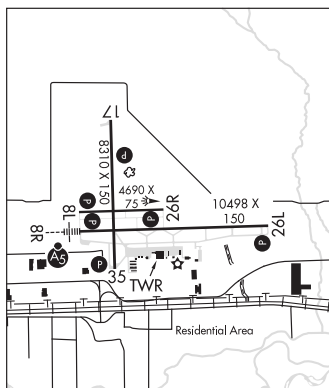 17
8310 X 150
P
4690 X
75
P
8L
P
P
26R
10498 X
150
26L
8R
A5
P
35
P
TWR
Residential Area